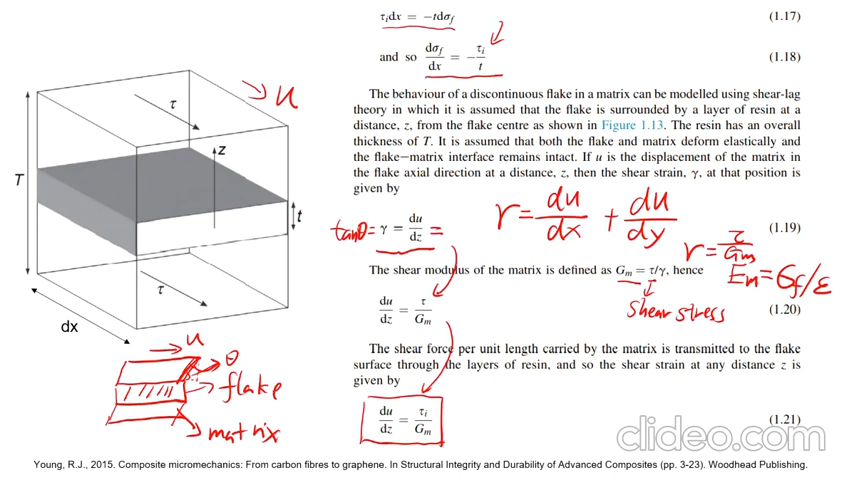 τᵢdx = −tdσ_f (1.17)
and so dσ_f/dx = −τᵢ/t (1.18)
The behaviour of a discontinuous flake in a matrix can be modelled using shear-lag
theory in which it is assumed that the flake is surrounded by a layer of resin at a
distance, z, from the flake centre as shown in Figure 1.13. The resin has an overall
thickness of T. It is assumed that both the flake and matrix deform elastically and
the flake−matrix interface remains intact. If u is the displacement of the matrix in
the flake axial direction at a distance, z, then the shear strain, γ, at that position is
given by
tanθ = γ = du/dz = (1.19)
r = du/dx + du/dy
r = τ/Gm
The shear modulus of the matrix is defined as G_m = τ/γ, hence
Em = σf/ε
shear stress
du/dz = τ/G_m (1.20)
The shear force per unit length carried by the matrix is transmitted to the flake
surface through the layers of resin, and so the shear strain at any distance z is
given by
du/dz = τᵢ/G_m (1.21)
u
τ
z
T
t
τ
dx
u
θ
flake
matrix
clideo.com
Young, R.J., 2015. Composite micromechanics: From carbon fibres to graphene. In Structural Integrity and Durability of Advanced Composites (pp. 3-23). Woodhead Publishing.